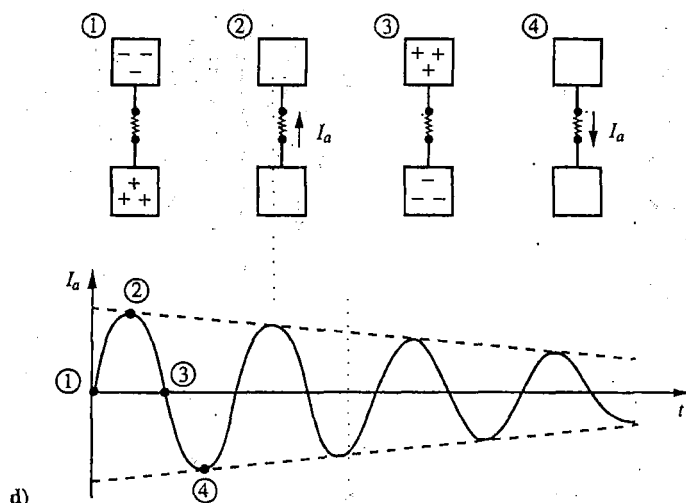 ① ② ③ ④
− − −
+ + +
+ + +
− − −
I_a
I_a
I_a
②
①
③
④
t
d)